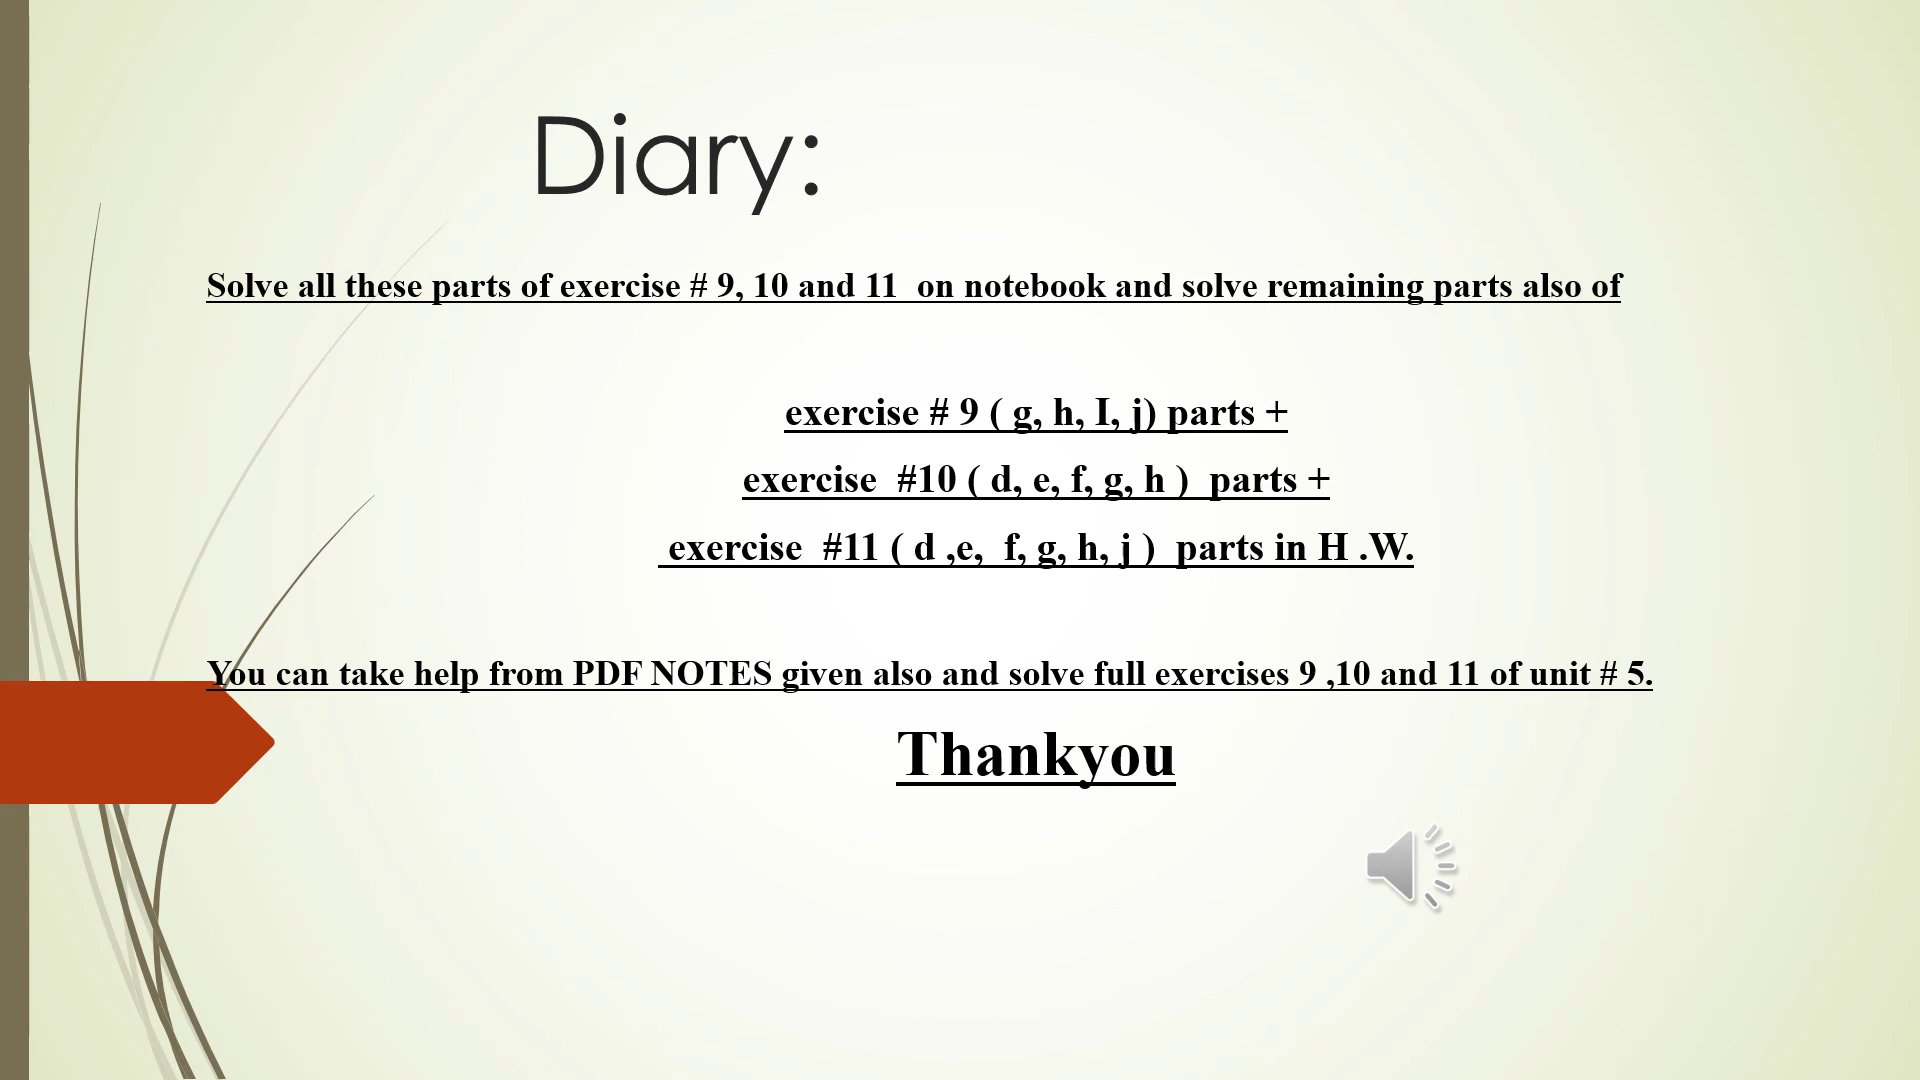 Diary:
Solve all these parts of exercise # 9, 10 and 11  on notebook and solve remaining parts also of
exercise # 9 ( g, h, I, j) parts +
exercise  #10 ( d, e, f, g, h )  parts +
exercise  #11 ( d ,e,  f, g, h, j )  parts in H .W.
You can take help from PDF NOTES given also and solve full exercises 9 ,10 and 11 of unit # 5.
Thankyou